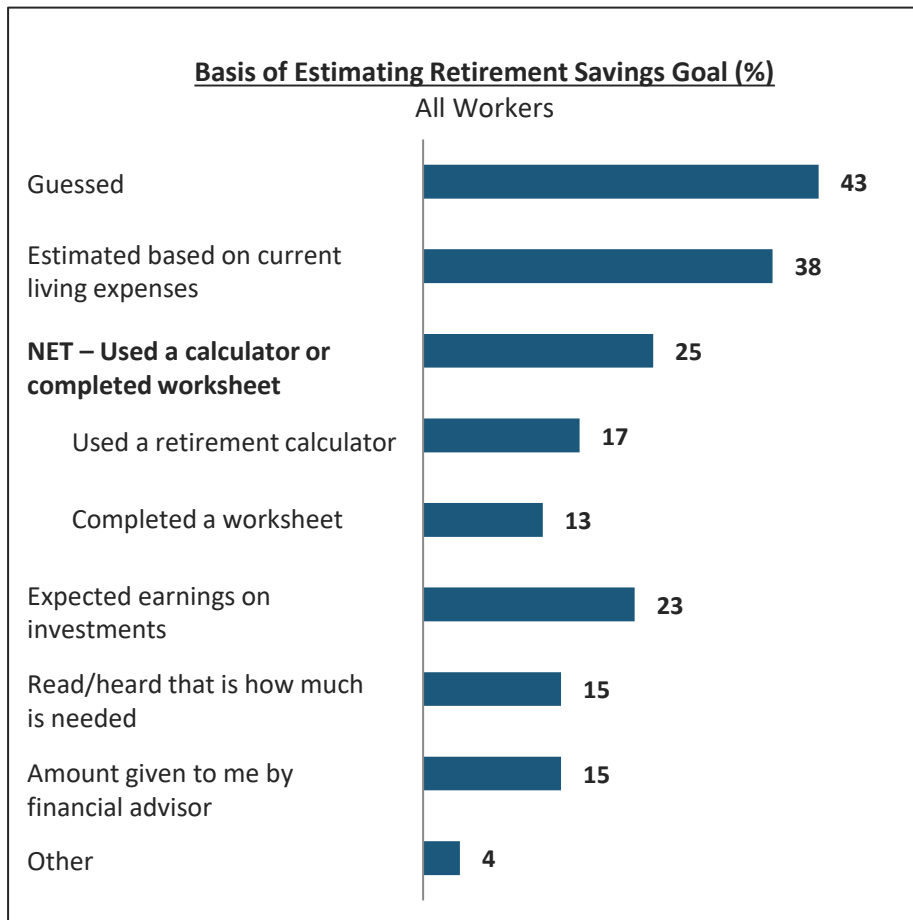 Basis of Estimating Retirement Savings Goal (%)
All Workers
Guessed
43
Estimated based on current
living expenses
38
NET – Used a calculator or
completed worksheet
25
Used a retirement calculator
17
Completed a worksheet
13
Expected earnings on
investments
23
Read/heard that is how much
is needed
15
Amount given to me by
financial advisor
15
Other
4